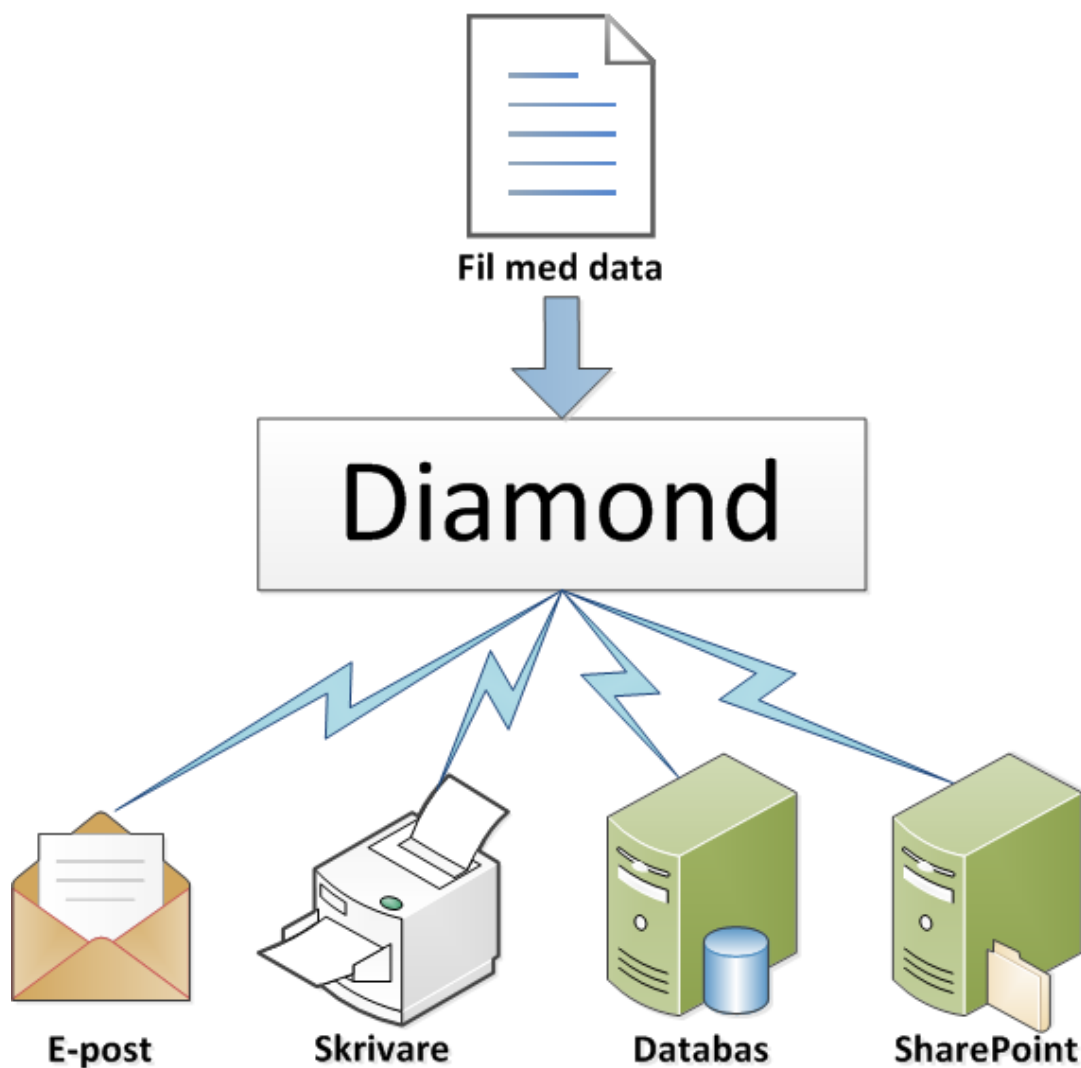 Fil med data
Diamond
E-post
Skrivare
Databas
SharePoint